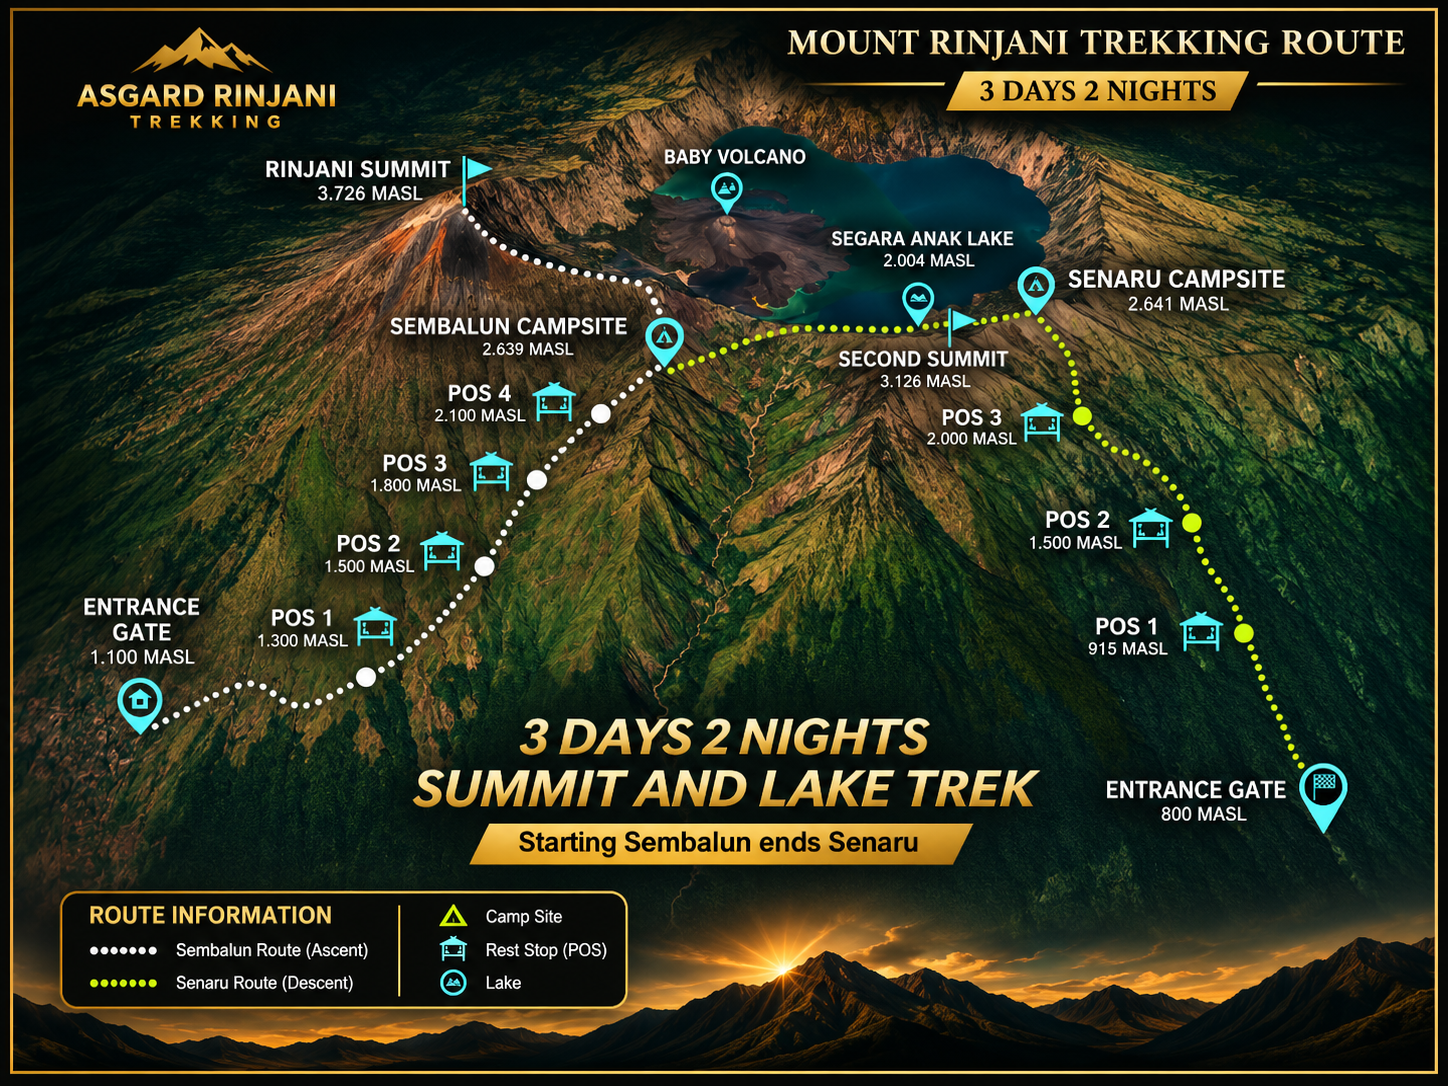 ASGARD RINJANI
TREKKING
MOUNT RINJANI TREKKING ROUTE
3 DAYS 2 NIGHTS
RINJANI SUMMIT
3.726 MASL
BABY VOLCANO
SEGARA ANAK LAKE
2.004 MASL
SENARU CAMPSITE
2.641 MASL
SEMBALUN CAMPSITE
2.639 MASL
SECOND SUMMIT
3.126 MASL
POS 4
2.100 MASL
POS 3
2.000 MASL
POS 3
1.800 MASL
POS 2
1.500 MASL
POS 2
1.500 MASL
ENTRANCE
GATE
1.100 MASL
POS 1
1.300 MASL
POS 1
915 MASL
3 DAYS 2 NIGHTS
SUMMIT AND LAKE TREK
Starting Sembalun ends Senaru
ENTRANCE GATE
800 MASL
ROUTE INFORMATION
Sembalun Route (Ascent)
Senaru Route (Descent)
Camp Site
Rest Stop (POS)
Lake